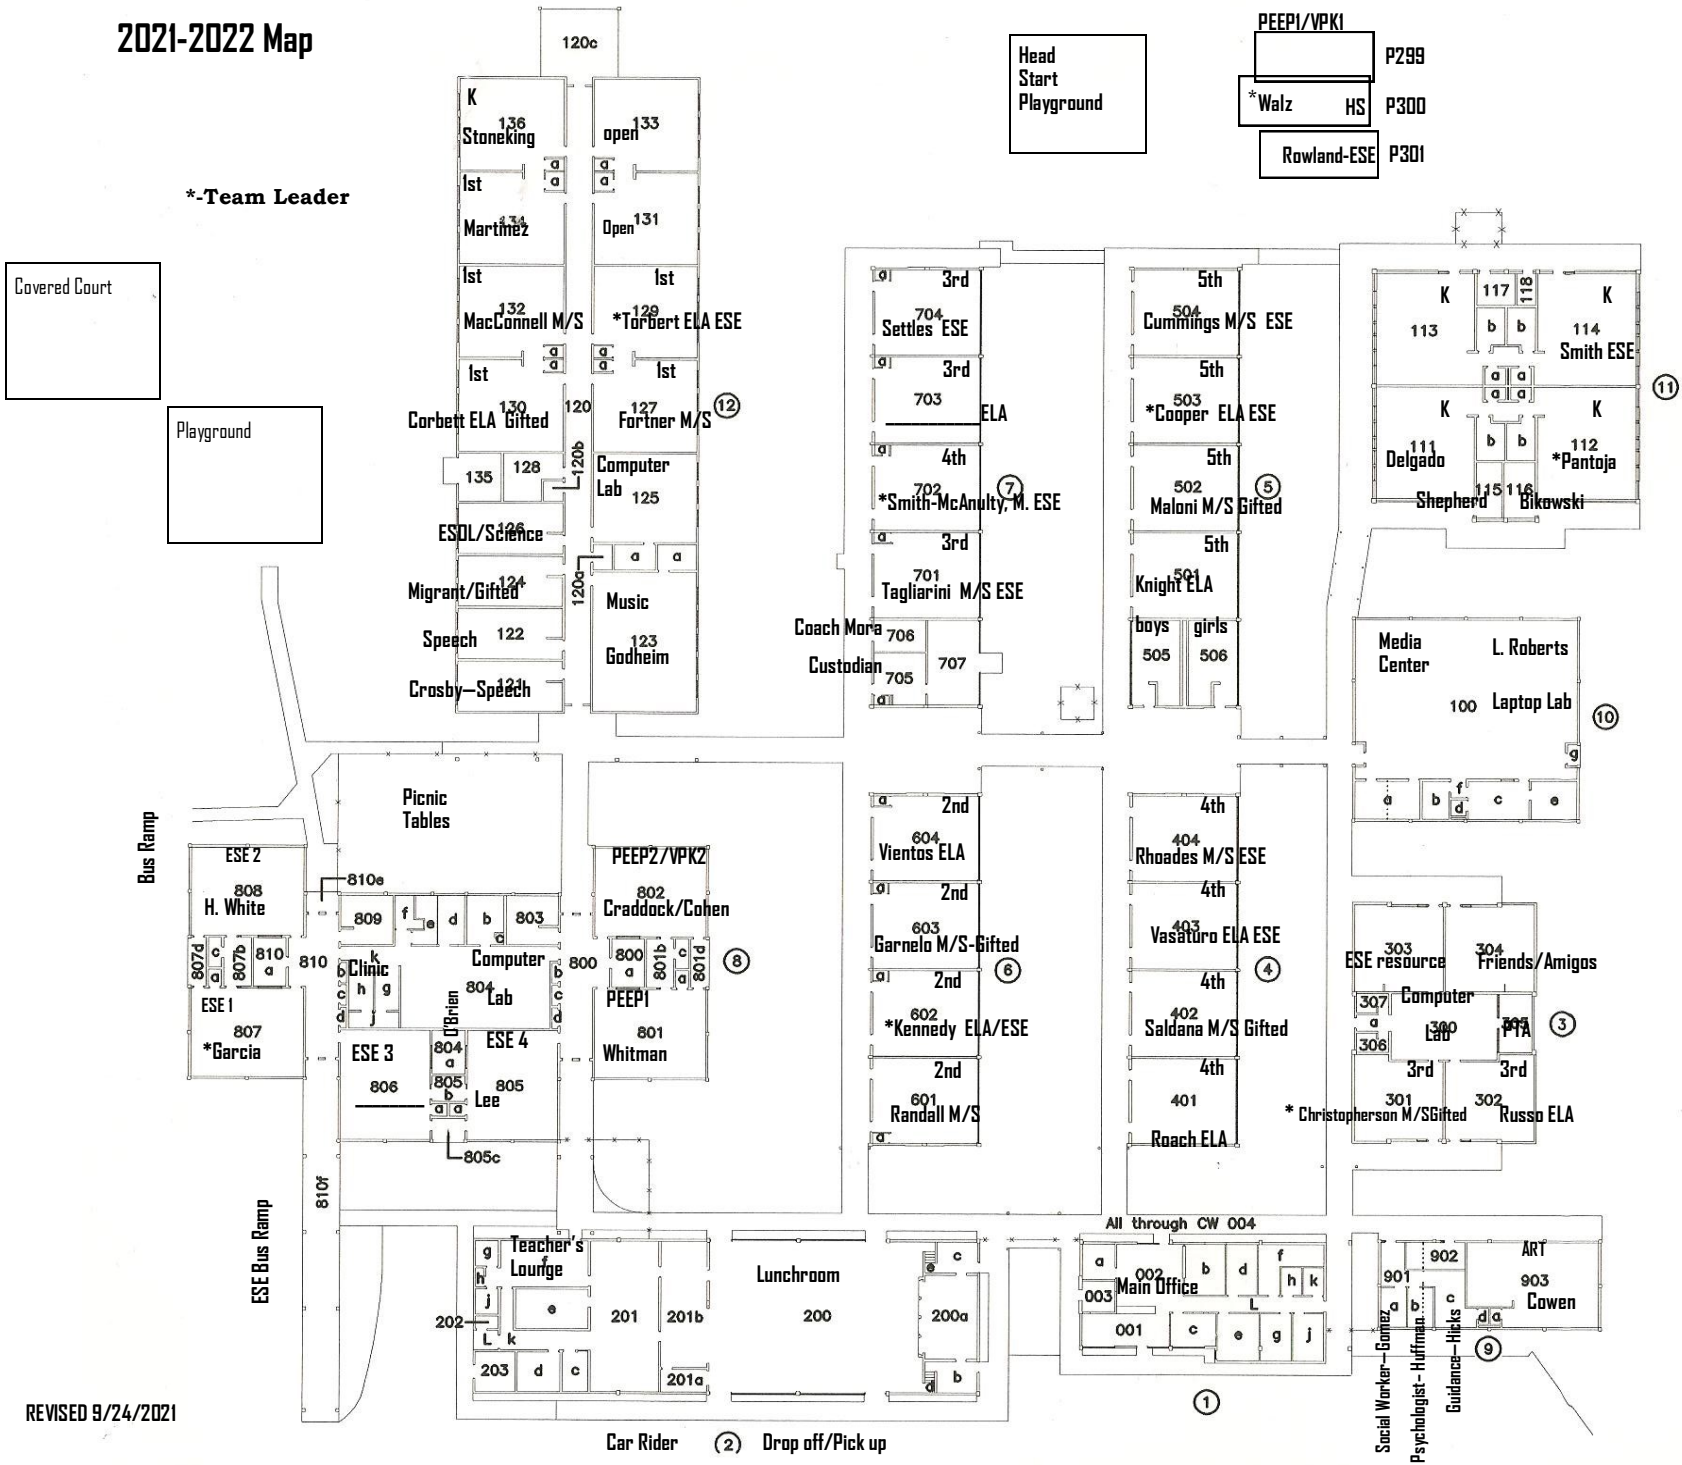 2021-2022 Map
*-Team Leader
Covered Court
Playground
Head
Start
Playground
PEEP1/VPK1
P299
*Walz HS P300
Rowland-ESE P301
120c
K
136
Stoneking
133
open
a a
a a
1st
134
Martinez
131
Open
1st
132
MacConnell M/S
1st
129
*Torbert ELA ESE
a a
a a
1st
130
Corbett ELA Gifted
120
1st
127
Fortner M/S
12
135
128
120b
Computer
Lab
125
126
ESOL/Science
120a
a a
124
Migrant/Gifted
122
Speech
121
Crosby—Speech
Music
123
Godheim
a
3rd
704
Settles ESE
a
3rd
703
ELA
a
4th
702
*Smith-McAnulty, M. ESE
7
a
3rd
701
Tagliarini M/S ESE
Coach Mora
706
Custodian
705
707
a
5th
504
Cummings M/S ESE
5th
503
*Cooper ELA ESE
5th
502
Maloni M/S Gifted
5
5th
501
Knight ELA
boys girls
505 506
K
113
117
118
K
114
Smith ESE
b b
a a
a a
11
K
111
Delgado
b b
K
112
*Pantoja
115 116
Shepherd
Bikowski
Media
Center
L. Roberts
100
Laptop Lab
10
g
a b f d c e
Picnic
Tables
Bus Ramp
ESE 2
808
H. White
810e
809 f e d b c 803
807d c a 807b 810 a
810
k
Clinic
h g j
b c d
Computer
804
Lab
b c d
800
ESE 1
807
*Garcia
ESE 3
806
O'Brien
804
a
805
b
a a
ESE 4
805
Lee
805c
810f
ESE Bus Ramp
PEEP2/VPK2
802
Craddock/Cohen
800
a
801b
c
a
801d
8
PEEP1
801
Whitman
a
2nd
604
Vientos ELA
a
2nd
603
Garnelo M/S-Gifted
6
a
2nd
602
*Kennedy ELA/ESE
2nd
601
Randall M/S
a
4th
404
Rhoades M/S ESE
4th
403
Vasaturo ELA ESE
4
4th
402
Saldana M/S Gifted
4th
401
Roach ELA
303
ESE resource
304
Friends/Amigos
307
a
306
Computer
300
Lab
PTA
3
3rd
301
* Christopherson M/SGifted
3rd
302
Russo ELA
g
h
j
202
L k
203 d c
Teacher's
f
Lounge
e
201
201b
201a
Lunchroom
200
c
e
200a
b
d
All through CW 004
a
002
Main Office
003
001
b d f h k
L
c e g j
1
901
902
a b c
ART
903
Cowen
d a
9
Social Worker—Gomez
Psychologist—Huffman
Guidance—Hicks
REVISED 9/24/2021
Car Rider 2 Drop off/Pick up